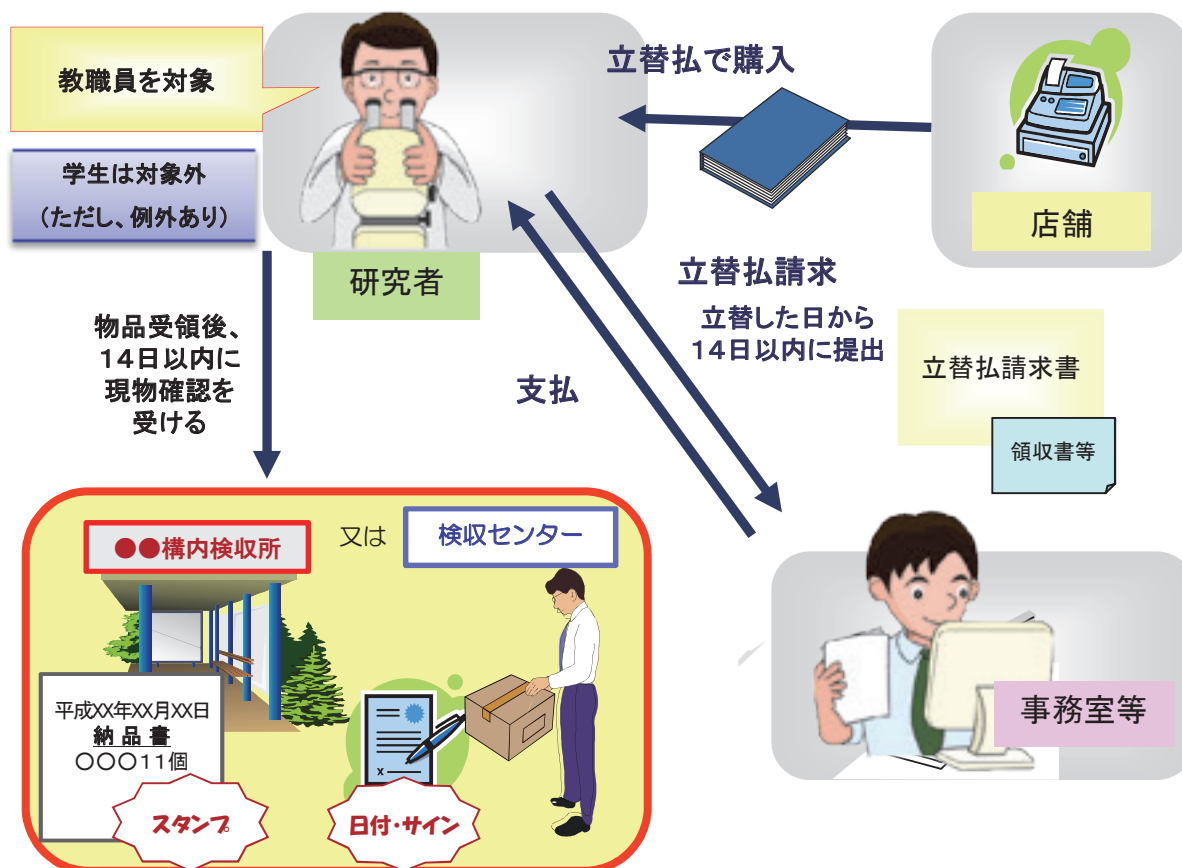 教職員を対象
学生は対象外
（ただし、例外あり）
研究者
立替払で購入
店舗
立替払請求
立替した日から
14日以内に提出
支払
立替払請求書
領収書等
物品受領後、
14日以内に
現物確認を
受ける
●●構内検収所
又は
検収センター
平成XX年XX月XX日
納品書
〇〇〇11個
スタンプ
x
日付・サイン
事務室等